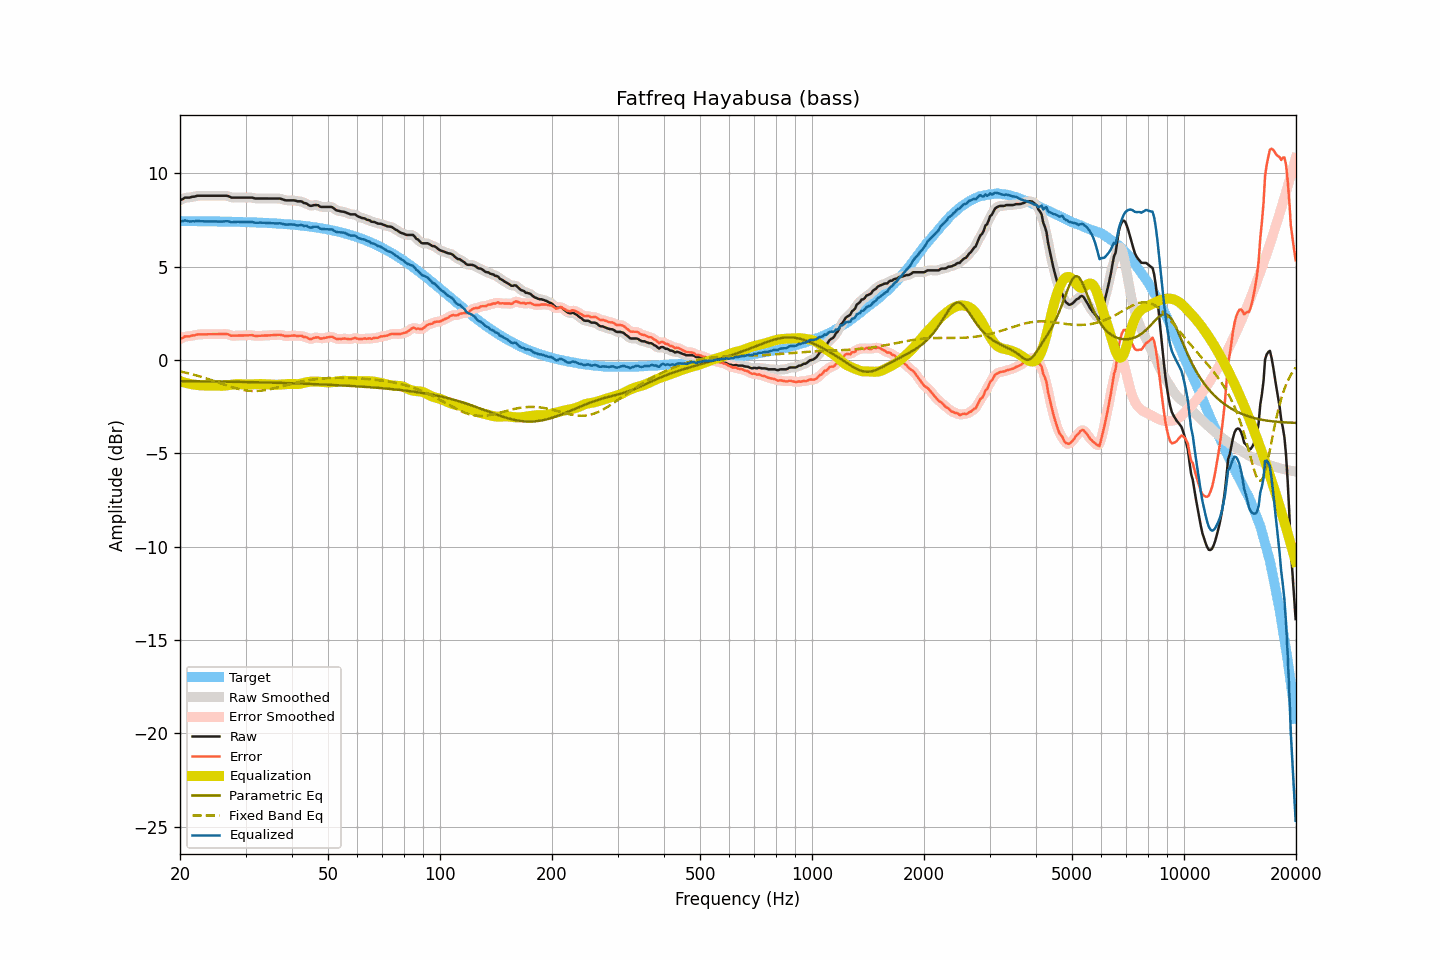 Fatfreq Hayabusa (bass)
Amplitude (dBr)
10
5
0
−5
−10
−15
−20
−25
Target
Raw Smoothed
Error Smoothed
Raw
Error
Equalization
Parametric Eq
Fixed Band Eq
Equalized
20 50 100 200 500 1000 2000 5000 10000 20000
Frequency (Hz)